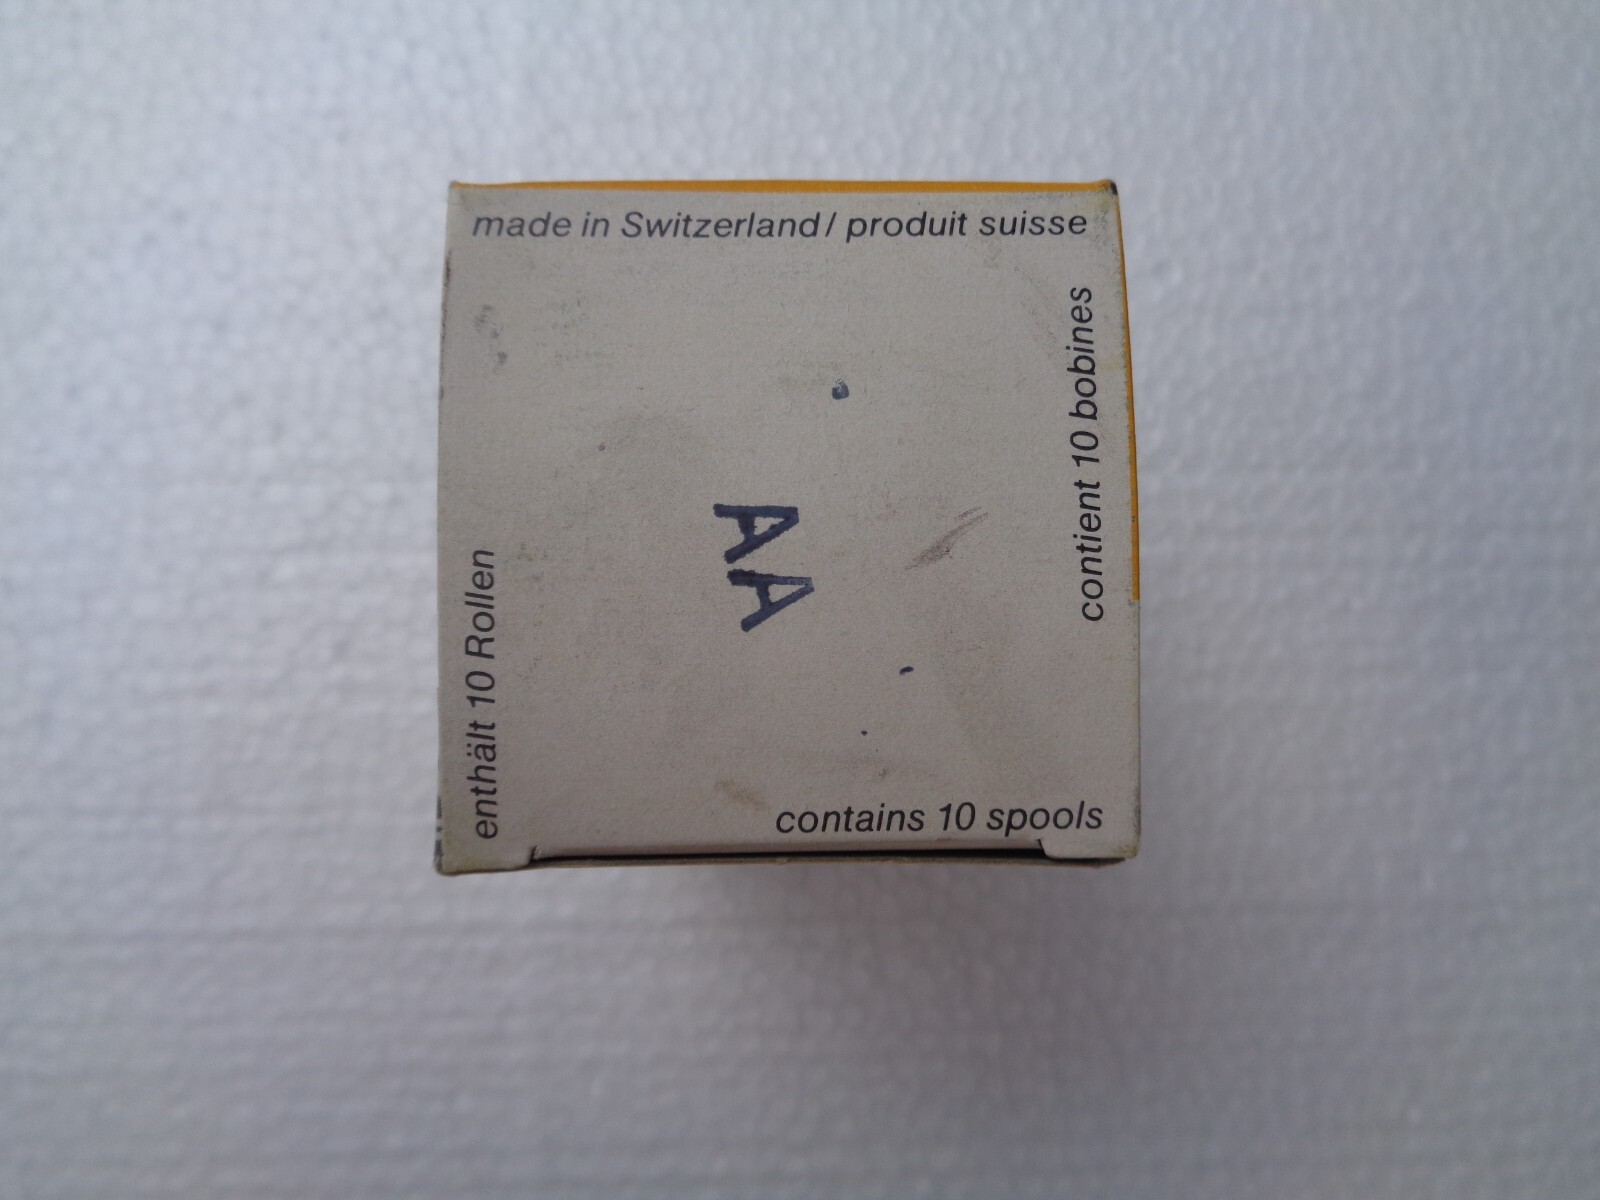 made in Switzerland / produit suisse
contient 10 bobines
AA
enthält 10 Rollen
contains 10 spools